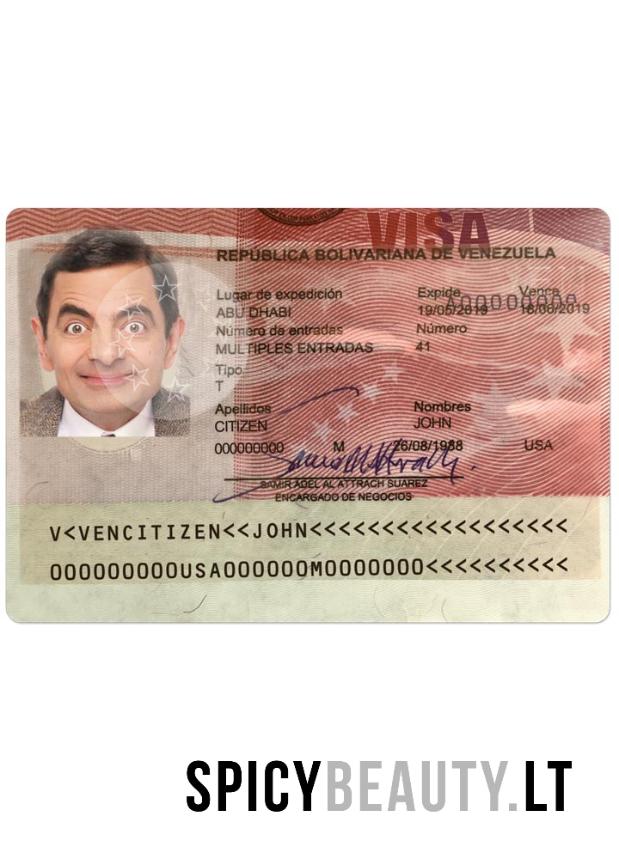 VISA
REPÚBLICA BOLIVARIANA DE VENEZUELA
Lugar de expedición Expide Vence
A00000000
ABU DHABI 19/05/2019 16/08/2019
Número de entradas Número
MULTIPLES ENTRADAS 41
Tipo
T
Apellidos Nombres
CITIZEN JOHN
000000000 M 26/08/1988 USA
SAMIR ADEL AL ATTRACH SUAREZ
ENCARGADO DE NEGOCIOS
V<VENCITIZEN<<JOHN<<<<<<<<<<<<<<<<<<
0000000000USA000000M0000000<<<<<<<<<<
SPICYBEAUTY.LT